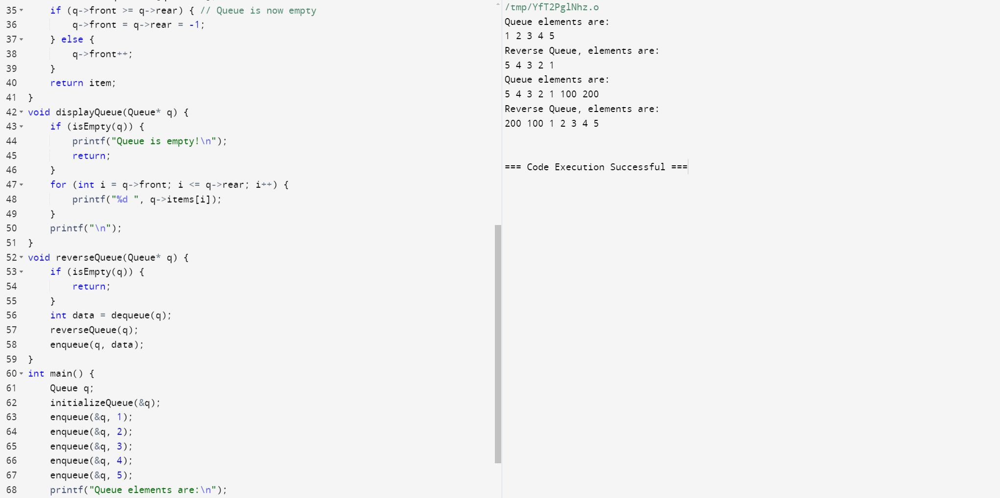 35 if (q->front >= q->rear) { // Queue is now empty
36 q->front = q->rear = -1;
37 } else {
38 q->front++;
39 }
40 return item;
41 }
42 void displayQueue(Queue* q) {
43 if (isEmpty(q)) {
44 printf("Queue is empty!\n");
45 return;
46 }
47 for (int i = q->front; i <= q->rear; i++) {
48 printf("%d ", q->items[i]);
49 }
50 printf("\n");
51 }
52 void reverseQueue(Queue* q) {
53 if (isEmpty(q)) {
54 return;
55 }
56 int data = dequeue(q);
57 reverseQueue(q);
58 enqueue(q, data);
59 }
60 int main() {
61 Queue q;
62 initializeQueue(&q);
63 enqueue(&q, 1);
64 enqueue(&q, 2);
65 enqueue(&q, 3);
66 enqueue(&q, 4);
67 enqueue(&q, 5);
68 printf("Queue elements are:\n");
/tmp/YfT2PglNhz.o
Queue elements are:
1 2 3 4 5
Reverse Queue, elements are:
5 4 3 2 1
Queue elements are:
5 4 3 2 1 100 200
Reverse Queue, elements are:
200 100 1 2 3 4 5
=== Code Execution Successful ===